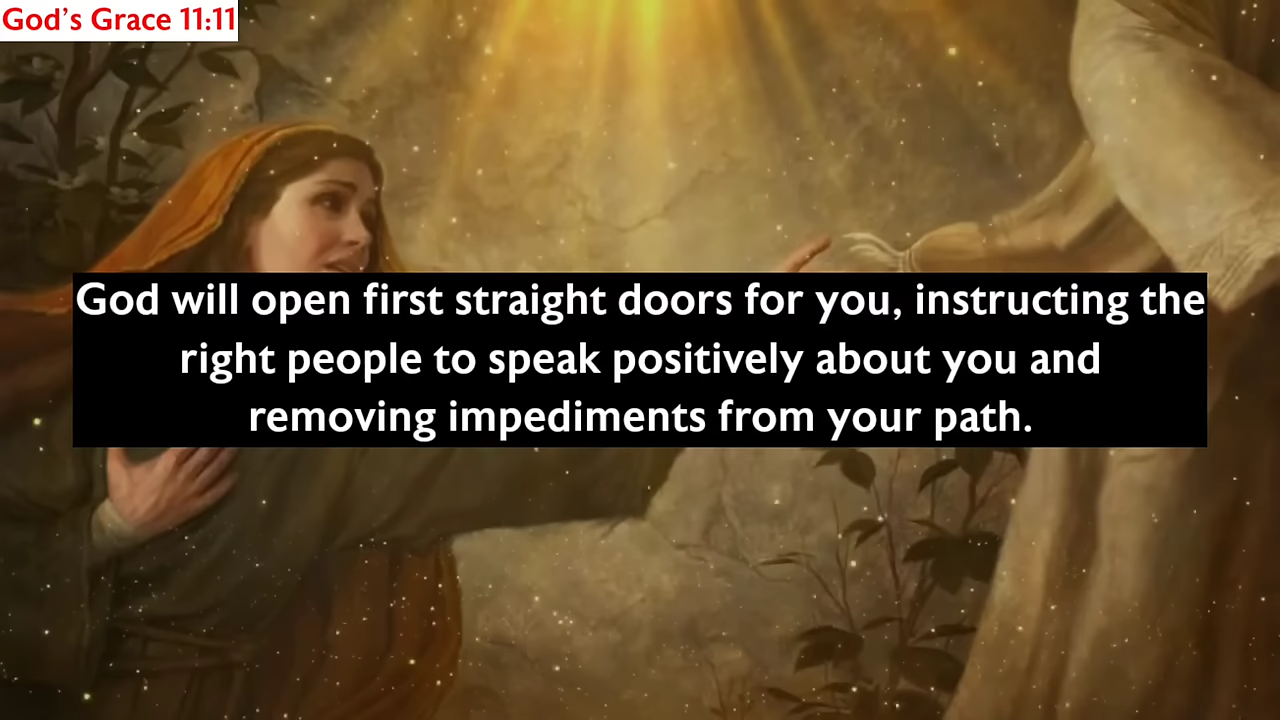 God's Grace 11:11
God will open first straight doors for you, instructing the
right people to speak positively about you and
removing impediments from your path.